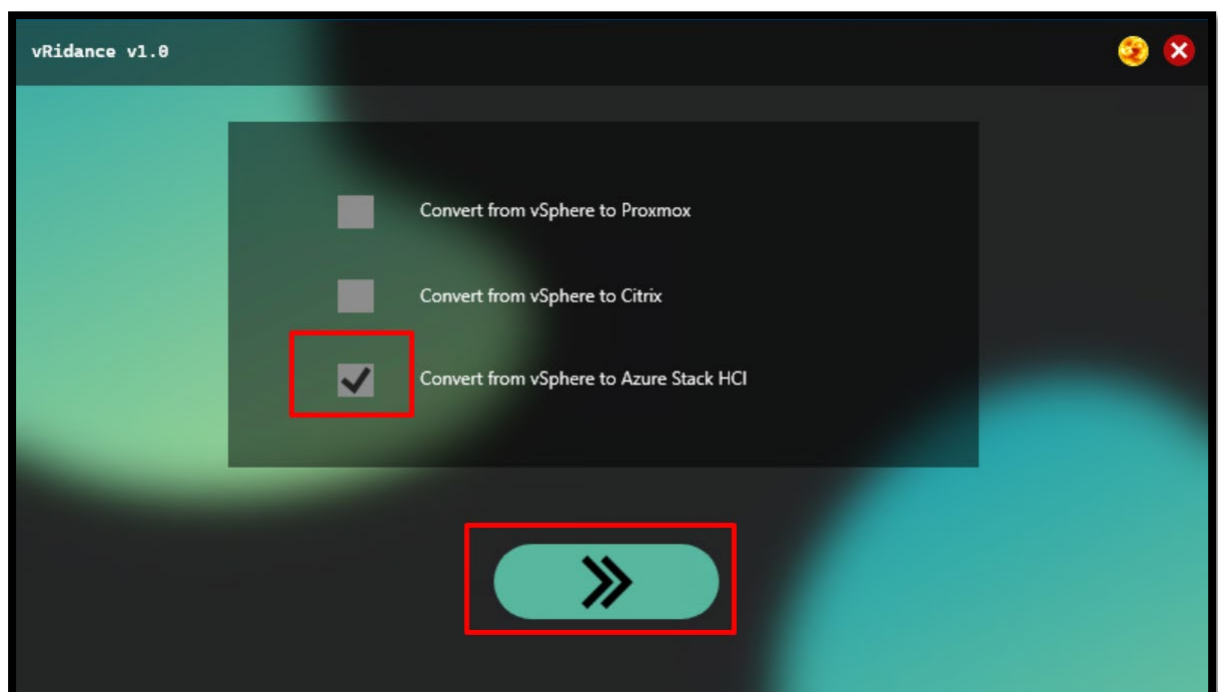 vRidance v1.0
Convert from vSphere to Proxmox
Convert from vSphere to Citrix
Convert from vSphere to Azure Stack HCI